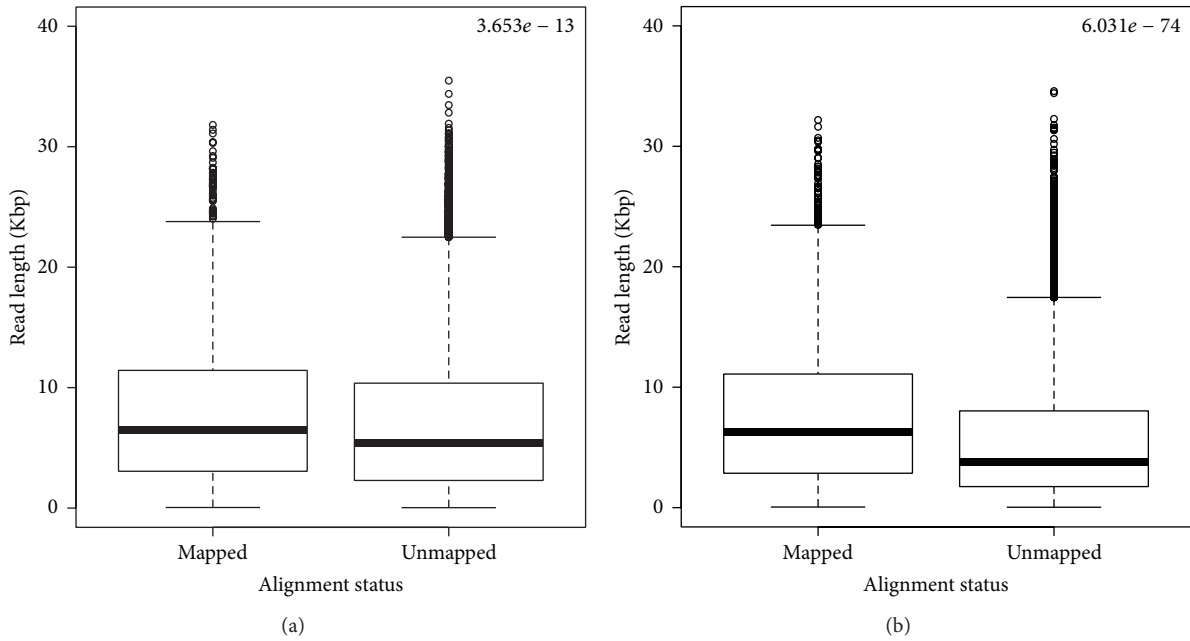 3.653e − 13
Read length (Kbp)
40
30
20
10
0
Mapped
Unmapped
Alignment status
(a)
6.031e − 74
Read length (Kbp)
40
30
20
10
0
Mapped
Unmapped
Alignment status
(b)